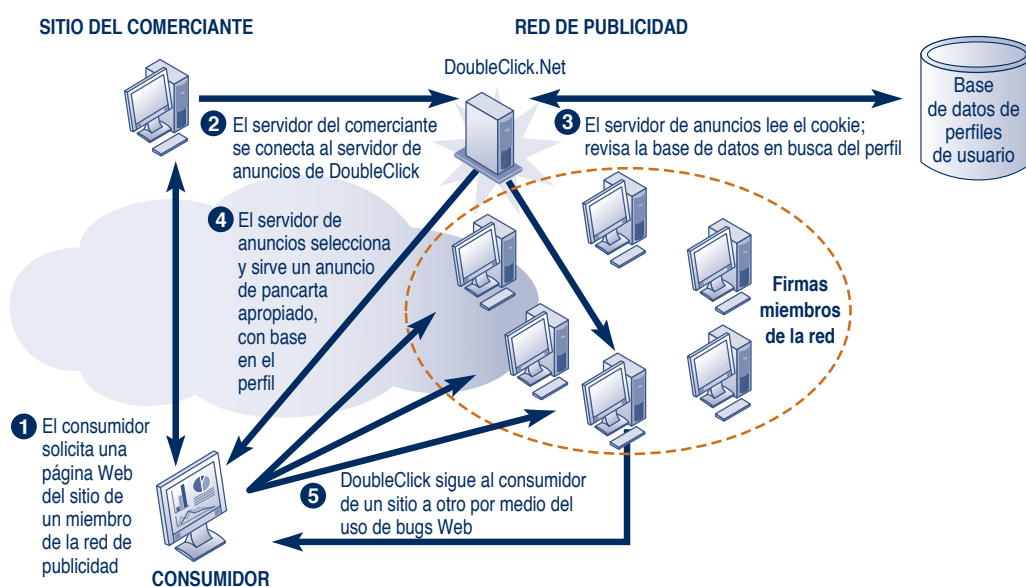 SITIO DEL COMERCIANTE
RED DE PUBLICIDAD
DoubleClick.Net
Base
de datos de
perfiles
de usuario
2 El servidor del comerciante
se conecta al servidor de
anuncios de DoubleClick
3 El servidor de anuncios lee el cookie;
revisa la base de datos en busca del perfil
4 El servidor de
anuncios selecciona
y sirve un anuncio
de pancarta
apropiado,
con base
en el
perfil
Firmas
miembros
de la red
1 El consumidor
solicita una
página Web
del sitio de
un miembro
de la red de
publicidad
5 DoubleClick sigue al consumidor
de un sitio a otro por medio del
uso de bugs Web
CONSUMIDOR